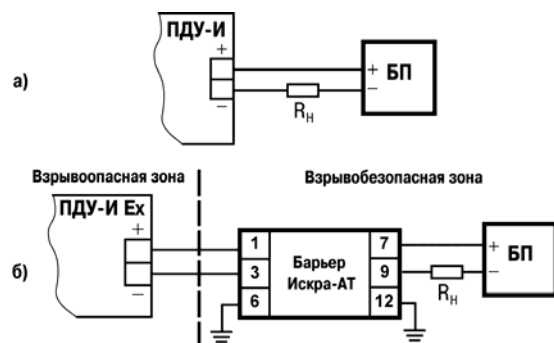 ПДУ-И
+
–
а)
+
–
БП
Rн
Взрывоопасная зона
Взрывобезопасная зона
ПДУ-И Ex
+
–
б)
1
3
6
Барьер
Искра-АТ
7
9
12
Rн
+
–
БП